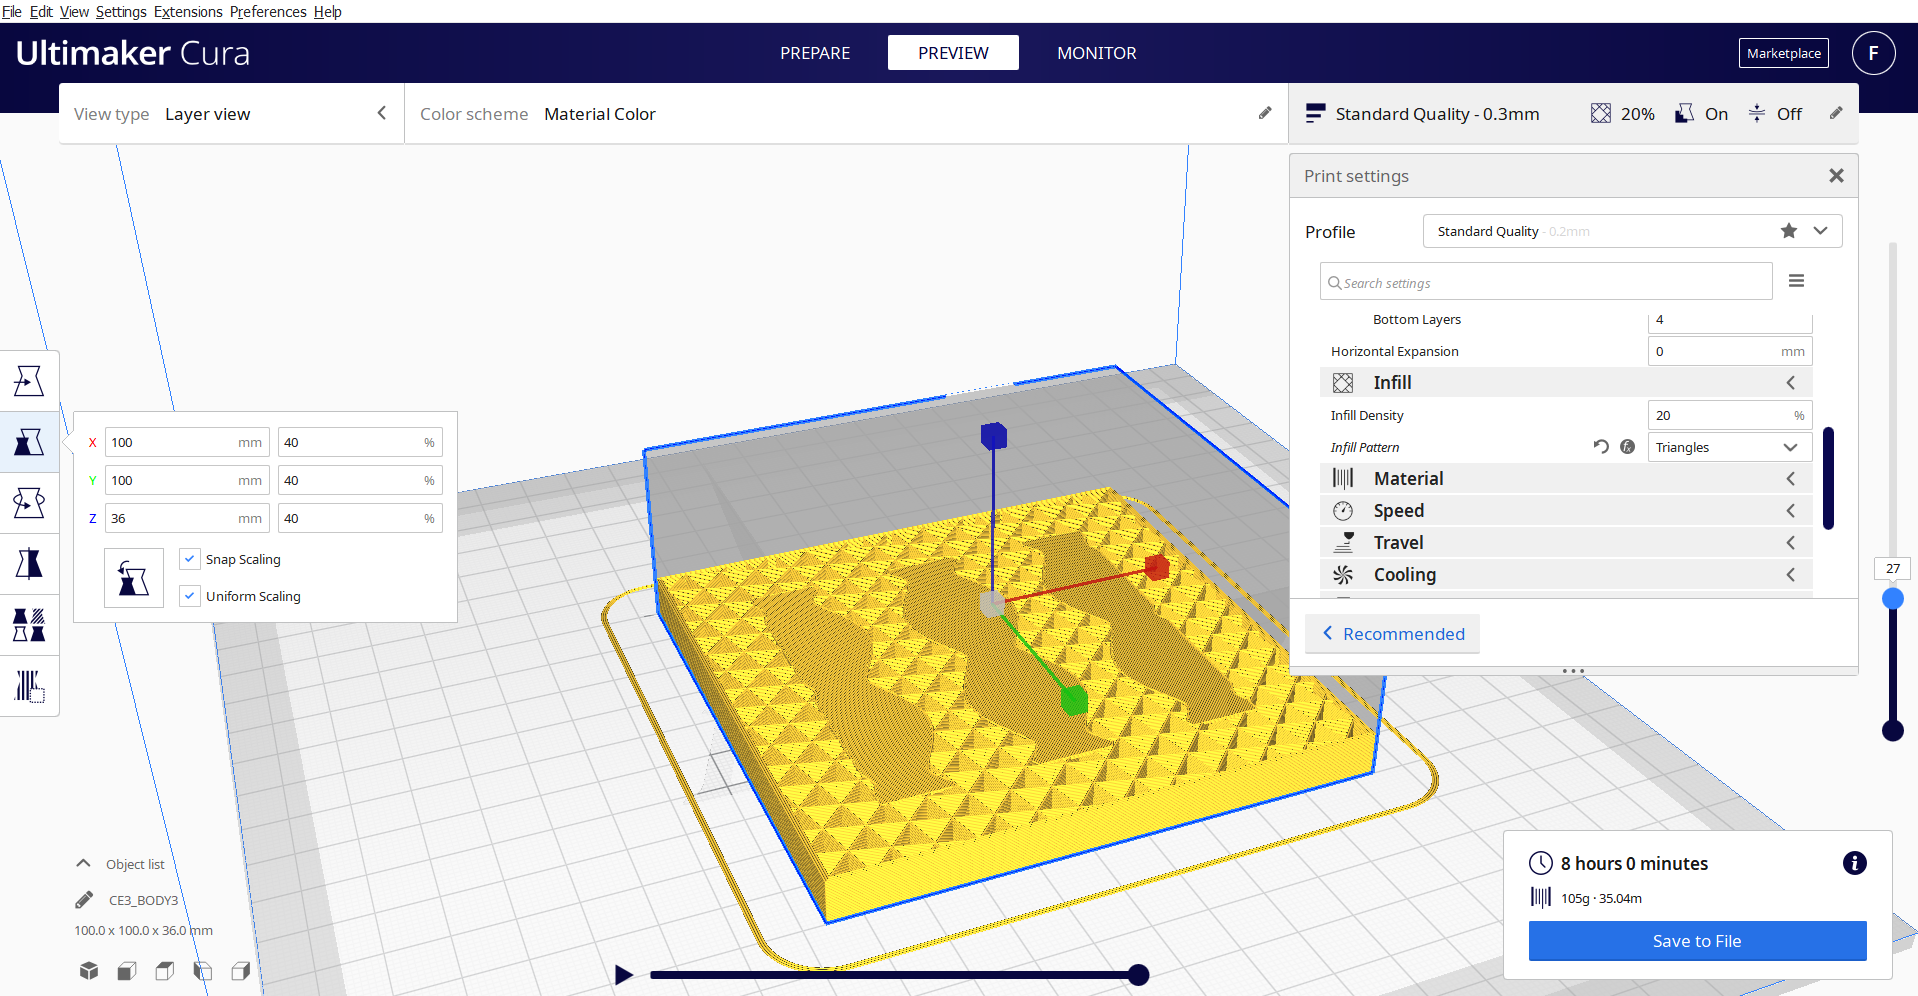 File Edit View Settings Extensions Preferences Help
Ultimaker Cura
PREPARE PREVIEW MONITOR
Marketplace
F
View type Layer view
Color scheme Material Color
Standard Quality - 0.3mm 20% On Off
Print settings
Profile Standard Quality - 0.2mm
Search settings
Bottom Layers 4
Horizontal Expansion 0 mm
Infill
Infill Density 20 %
Infill Pattern Triangles
Material
Speed
Travel
Cooling
Recommended
X 100 mm 40 %
Y 100 mm 40 %
Z 36 mm 40 %
Snap Scaling
Uniform Scaling
27
Object list
CE3_BODY3
100.0 x 100.0 x 36.0 mm
8 hours 0 minutes
105g · 35.04m
Save to File